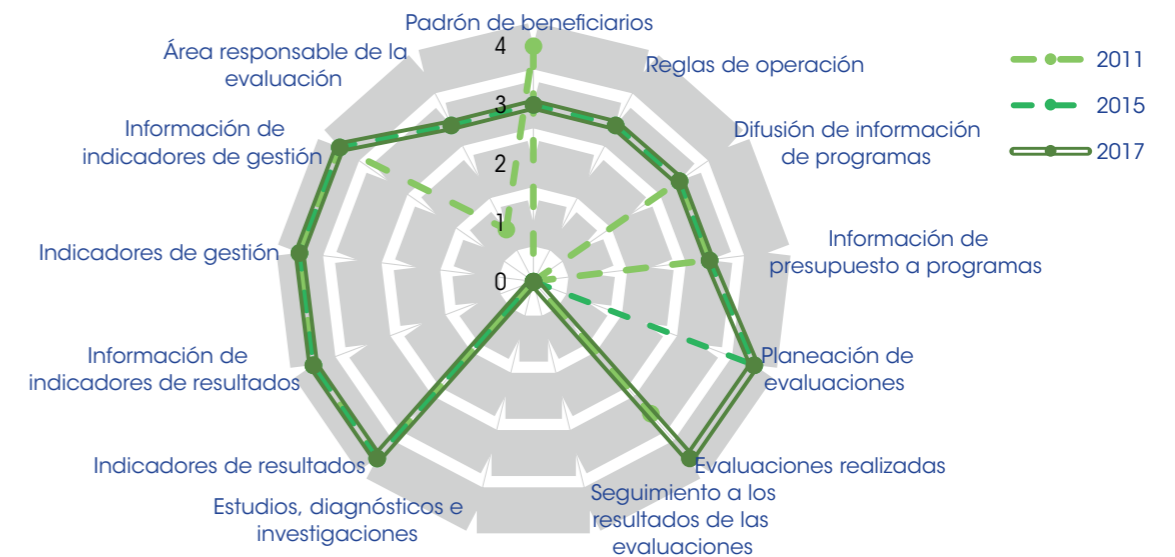 Padrón de beneficiarios
Reglas de operación
Difusión de información
de programas
Información de
presupuesto a programas
Planeación de
evaluaciones
Evaluaciones realizadas
Seguimiento a los
resultados de las
evaluaciones
Estudios, diagnósticos e
investigaciones
Indicadores de resultados
Información de
indicadores de resultados
Indicadores de gestión
Información de
indicadores de gestión
Área responsable de la
evaluación
4
3
2
1
0
2011
2015
2017